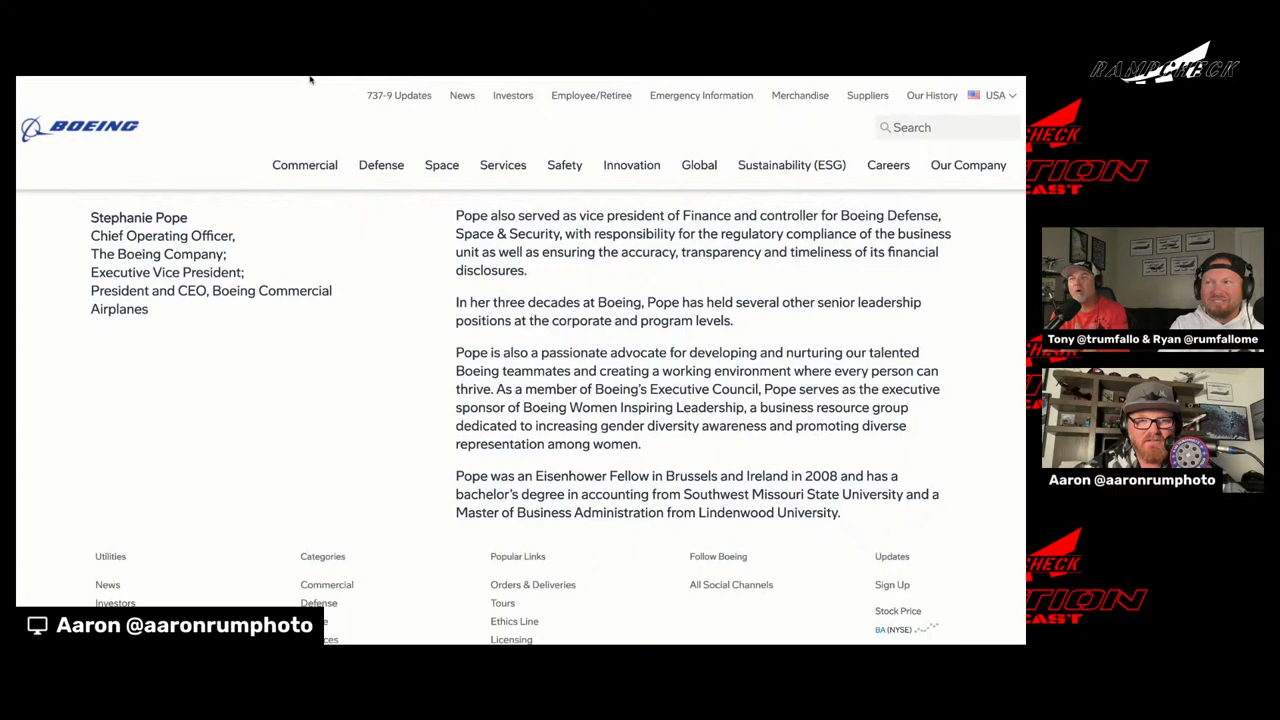 RAMPCHECK
737-9 Updates News Investors Employee/Retiree Emergency Information Merchandise Suppliers Our History USA
BOEING
Search
Commercial Defense Space Services Safety Innovation Global Sustainability (ESG) Careers Our Company
Stephanie Pope
Chief Operating Officer,
The Boeing Company;
Executive Vice President;
President and CEO, Boeing Commercial
Airplanes
Pope also served as vice president of Finance and controller for Boeing Defense,
Space & Security, with responsibility for the regulatory compliance of the business
unit as well as ensuring the accuracy, transparency and timeliness of its financial
disclosures.
In her three decades at Boeing, Pope has held several other senior leadership
positions at the corporate and program levels.
Pope is also a passionate advocate for developing and nurturing our talented
Boeing teammates and creating a working environment where every person can
thrive. As a member of Boeing's Executive Council, Pope serves as the executive
sponsor of Boeing Women Inspiring Leadership, a business resource group
dedicated to increasing gender diversity awareness and promoting diverse
representation among women.
Pope was an Eisenhower Fellow in Brussels and Ireland in 2008 and has a
bachelor's degree in accounting from Southwest Missouri State University and a
Master of Business Administration from Lindenwood University.
Utilities Categories Popular Links Follow Boeing Updates
News Commercial Orders & Deliveries All Social Channels Sign Up
Investors Defense Tours Stock Price
Ethics Line BA (NYSE)
Licensing
Aaron @aaronrumphoto
CHECK
TION
CAST
Tony @trumfallo & Ryan @rumfallome
Aaron @aaronrumphoto
CHECK
TION
CAST